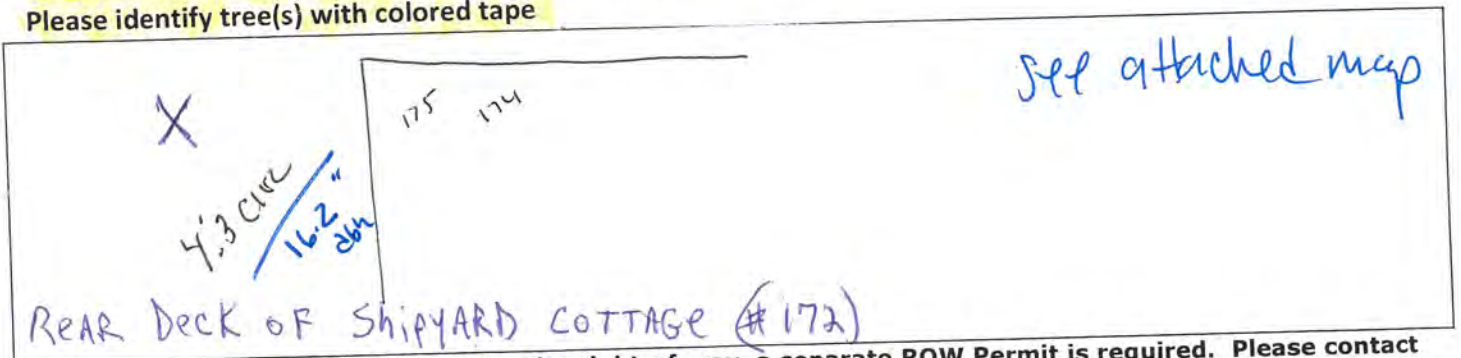 Please identify tree(s) with colored tape
see attached map
X
175 174
4'.3 CIRC
16.2" dbh
REAR DECK OF SHIPYARD COTTAGE (#172)
a separate ROW Permit is required. Please contact